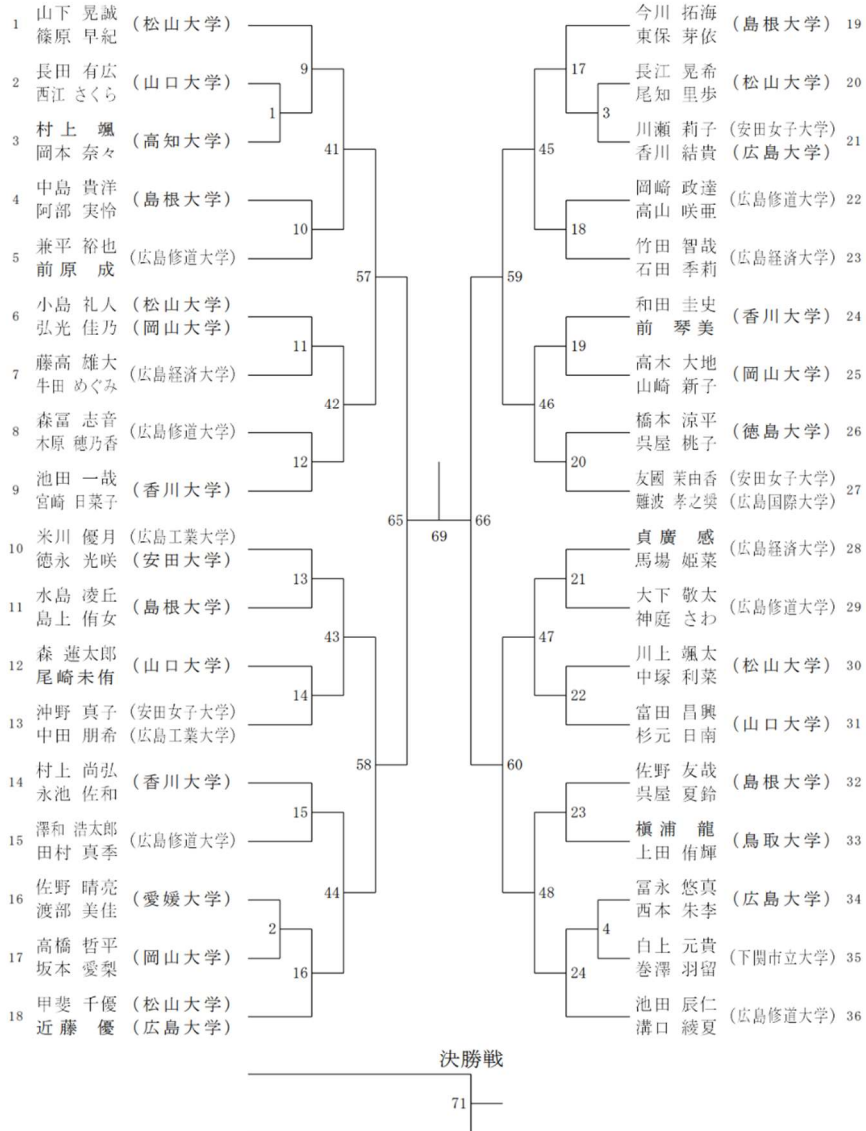 1 山下 晃誠 (松山大学)
篠原 早紀
2 長田 有広 (山口大学)
西江 さくら
3 村上 颯 (高知大学)
岡本 奈々
4 中島 貴洋 (島根大学)
阿部 実怜
5 兼平 裕也 (広島修道大学)
前原 成
6 小島 礼人 (松山大学)
弘光 佳乃 (岡山大学)
7 藤高 雄大 (広島経済大学)
牛田 めぐみ
8 森冨 志音 (広島修道大学)
木原 穂乃香
9 池田 一哉 (香川大学)
宮崎 日菜子
10 米川 優月 (広島工業大学)
徳永 光咲 (安田大学)
11 水島 凌丘 (島根大学)
島上 侑女
12 森 蓮太郎 (山口大学)
尾崎未侑
13 沖野 真子 (安田女子大学)
中田 朋希 (広島工業大学)
14 村上 尚弘 (香川大学)
永池 佐和
15 澤和 浩太郎 (広島修道大学)
田村 真季
16 佐野 晴亮 (愛媛大学)
渡部 美佳
17 高橋 哲平 (岡山大学)
坂本 愛梨
18 甲斐 千優 (松山大学)
近藤 優 (広島大学)
9
1
41
10
57
11
42
12
65
13
43
14
58
15
44
2
16
69
今川 拓海 (島根大学) 19
東保 芽依
長江 晃希 (松山大学) 20
尾知 里歩
川瀬 莉子 (安田女子大学) 21
香川 結貴 (広島大学)
岡﨑 政達 (広島修道大学) 22
高山 咲亜
竹田 智哉 (広島経済大学) 23
石田 季莉
和田 圭史 (香川大学) 24
前 琴美
高木 大地 (岡山大学) 25
山崎 新子
橋本 涼平 (徳島大学) 26
呉屋 桃子
友國 茉由香 (安田女子大学) 27
難波 孝之奨 (広島国際大学)
貞廣 感 (広島経済大学) 28
馬場 姫菜
大下 敬太 (広島修道大学) 29
神庭 さわ
川上 颯太 (松山大学) 30
中塚 利菜
富田 昌興 (山口大学) 31
杉元 日南
佐野 友哉 (島根大学) 32
呉屋 夏鈴
槇浦 龍 (鳥取大学) 33
上田 侑輝
冨永 悠真 (広島大学) 34
西本 朱李
白上 元貴 (下関市立大学) 35
巻澤 羽留
池田 辰仁 (広島修道大学) 36
溝口 綾夏
17
3
45
18
59
19
46
20
66
21
47
22
60
23
48
4
24
決勝戦
71